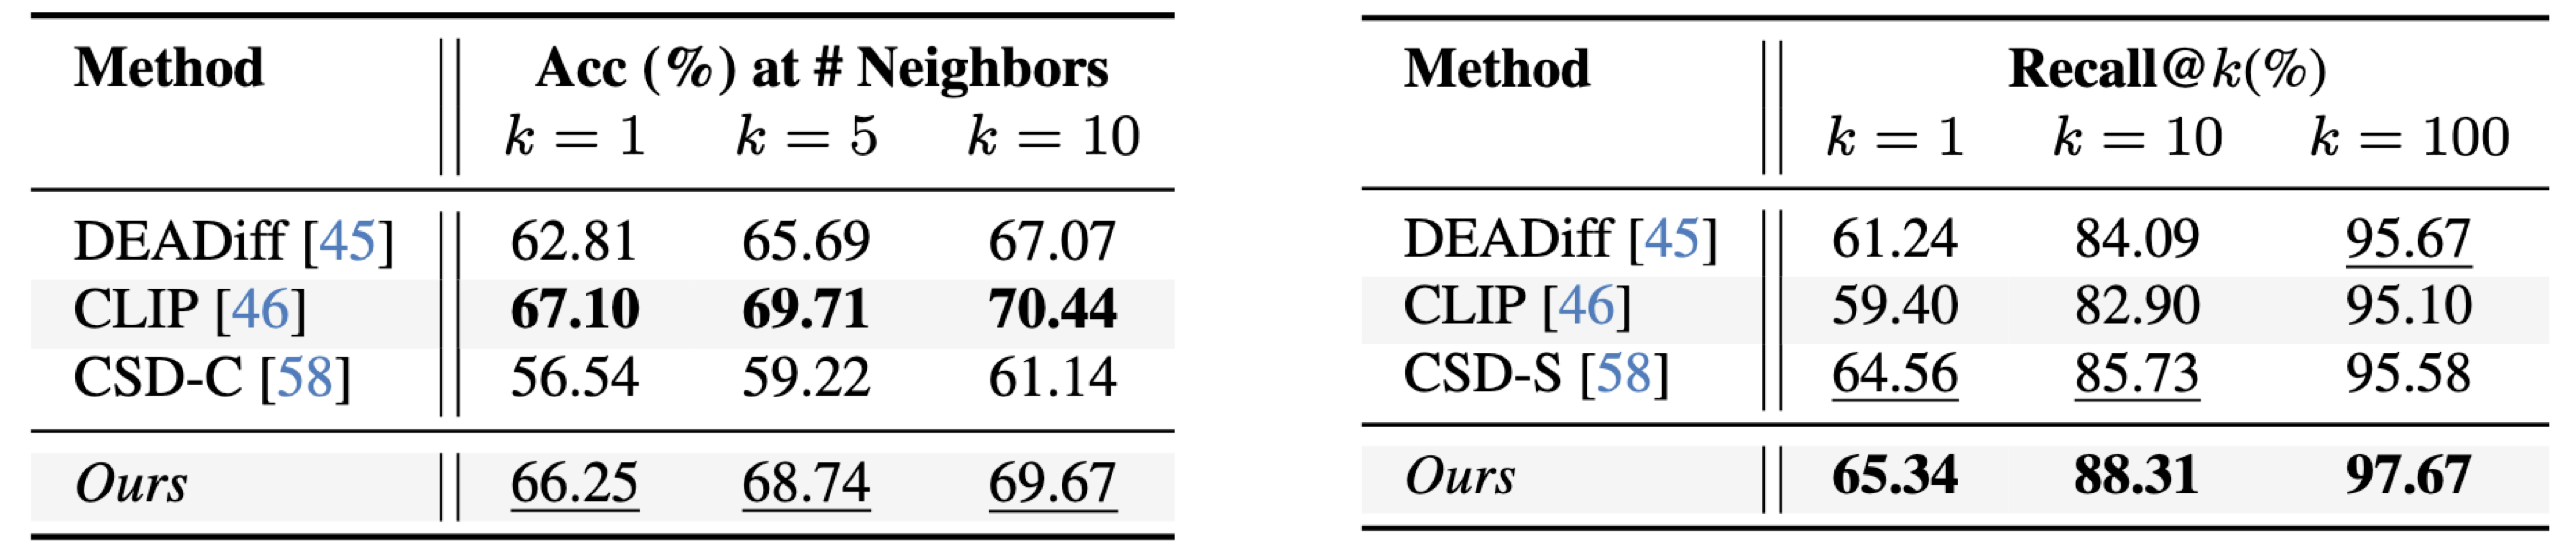 Method Acc (%) at # Neighbors
k = 1 k = 5 k = 10
DEADiff [45] 62.81 65.69 67.07
CLIP [46] 67.10 69.71 70.44
CSD-C [58] 56.54 59.22 61.14
Ours 66.25 68.74 69.67
Method Recall@k(%)
k = 1 k = 10 k = 100
DEADiff [45] 61.24 84.09 95.67
CLIP [46] 59.40 82.90 95.10
CSD-S [58] 64.56 85.73 95.58
Ours 65.34 88.31 97.67